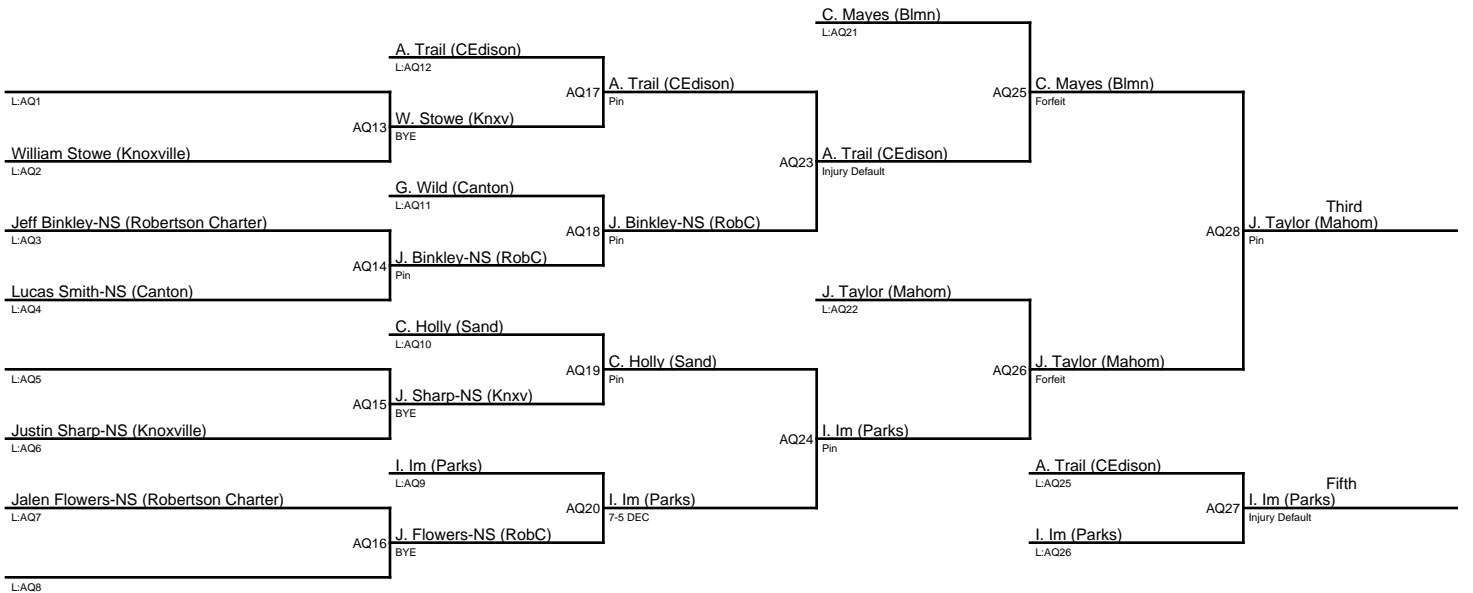 C. Mayes (Blmn)
L:AQ21
A. Trail (CEdison)
L:AQ12
AQ17
A. Trail (CEdison)
Pin
AQ25
C. Mayes (Blmn)
Forfeit
L:AQ1
AQ13
W. Stowe (Knxv)
BYE
William Stowe (Knoxville)
L:AQ2
AQ23
A. Trail (CEdison)
Injury Default
G. Wild (Canton)
L:AQ11
Jeff Binkley-NS (Robertson Charter)
L:AQ3
AQ18
J. Binkley-NS (RobC)
Pin
AQ28
Third
J. Taylor (Mahom)
Pin
AQ14
J. Binkley-NS (RobC)
Pin
Lucas Smith-NS (Canton)
L:AQ4
J. Taylor (Mahom)
L:AQ22
C. Holly (Sand)
L:AQ10
L:AQ5
AQ19
C. Holly (Sand)
Pin
AQ26
J. Taylor (Mahom)
Forfeit
AQ15
J. Sharp-NS (Knxv)
BYE
Justin Sharp-NS (Knoxville)
L:AQ6
AQ24
I. Im (Parks)
Pin
I. Im (Parks)
L:AQ9
A. Trail (CEdison)
L:AQ25
Jalen Flowers-NS (Robertson Charter)
L:AQ7
AQ20
I. Im (Parks)
7-5 DEC
AQ27
Fifth
I. Im (Parks)
Injury Default
AQ16
J. Flowers-NS (RobC)
BYE
I. Im (Parks)
L:AQ26
L:AQ8